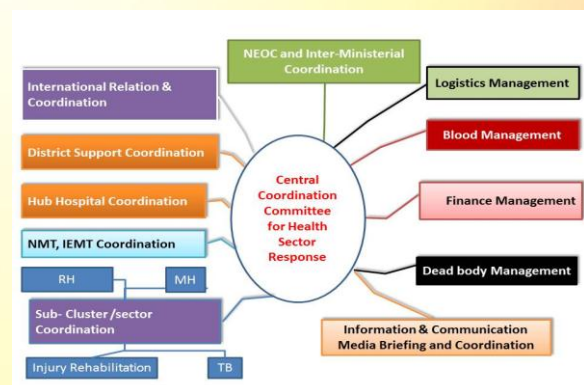 NEOC and Inter-Ministerial
Coordination
International Relation &
Coordination
Logistics Management
District Support Coordination
Blood Management
Hub Hospital Coordination
Central
Coordination
Committee
for Health
Sector
Response
Finance Management
NMT, IEMT Coordination
RH
MH
Dead body Management
Sub- Cluster /sector
Coordination
Information & Communication
Media Briefing and Coordination
Injury Rehabilitation
TB